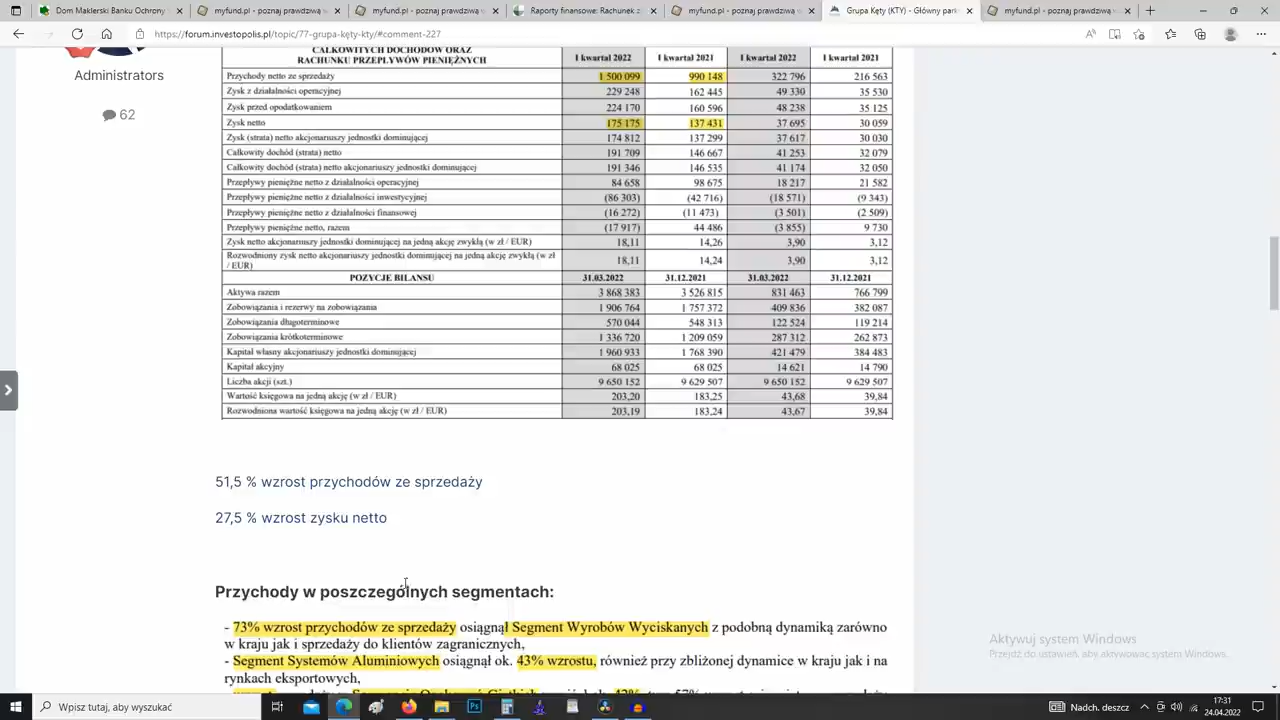 Dom Maklerski Banku Ochrony
myfund.pl - poznaj prawdziwą w
myfund.pl - poznaj prawdziwą w
Raporty finansowe: Rachunek z
myfund.pl - poznaj prawdziwą w
Grupa Kęty (KTY) - Główny park
myfund.pl - poznaj prawdziwą w
https://forum.investopolis.pl/topic/77-grupa-kęty-kty/#comment-227
Administrators
62
CAŁKOWITYCH DOCHODÓW ORAZ
RACHUNKU PRZEPŁYWÓW PIENIĘŻNYCH I kwartał 2022 I kwartał 2021 I kwartał 2022 I kwartał 2021
Przychody netto ze sprzedaży 1 500 099 990 148 322 796 216 563
Zysk z działalności operacyjnej 229 248 162 445 49 330 35 530
Zysk przed opodatkowaniem 224 170 160 596 48 238 35 125
Zysk netto 175 175 137 431 37 695 30 059
Zysk (strata) netto akcjonariuszy jednostki dominującej 174 812 137 299 37 617 30 030
Całkowity dochód (strata) netto 191 709 146 667 41 253 32 079
Całkowity dochód (strata) netto akcjonariuszy jednostki dominującej 191 346 146 535 41 174 32 050
Przepływy pieniężne netto z działalności operacyjnej 84 658 98 675 18 217 21 582
Przepływy pieniężne netto z działalności inwestycyjnej (86 303) (42 716) (18 571) (9 343)
Przepływy pieniężne netto z działalności finansowej (16 272) (11 473) (3 501) (2 509)
Przepływy pieniężne netto, razem (17 917) 44 486 (3 855) 9 730
Zysk netto akcjonariuszy jednostki dominującej na jedną akcję zwykłą (w zł / EUR) 18,11 14,26 3,90 3,12
Rozwodniony zysk netto akcjonariuszy jednostki dominującej na jedną akcję zwykłą (w zł
/ EUR) 18,11 14,24 3,90 3,12
POZYCJE BILANSU 31.03.2022 31.12.2021 31.03.2022 31.12.2021
Aktywa razem 3 868 383 3 526 815 831 463 766 799
Zobowiązania i rezerwy na zobowiązania 1 906 764 1 757 372 409 836 382 087
Zobowiązania długoterminowe 570 044 548 313 122 524 119 214
Zobowiązania krótkoterminowe 1 336 720 1 209 059 287 312 262 873
Kapitał własny akcjonariuszy jednostki dominującej 1 960 933 1 768 390 421 479 384 483
Kapitał akcyjny 68 025 68 025 14 621 14 790
Liczba akcji (szt.) 9 650 152 9 629 507 9 650 152 9 629 507
Wartość księgowa na jedną akcję (w zł / EUR) 203,20 183,25 43,68 39,84
Rozwodniona wartość księgowa na jedną akcję (w zł / EUR) 203,19 183,24 43,67 39,84
51,5 % wzrost przychodów ze sprzedaży
27,5 % wzrost zysku netto
Przychody w poszczególnych segmentach:
- 73% wzrost przychodów ze sprzedaży osiągnął Segment Wyrobów Wyciskanych z podobną dynamiką zarówno
w kraju jak i sprzedaży do klientów zagranicznych,
- Segment Systemów Aluminiowych osiągnął ok. 43% wzrostu, również przy zbliżonej dynamice w kraju jak i na
rynkach eksportowych,
Aktywuj system Windows
Przejdź do ustawień, aby aktywować system Windows.
Wpisz tutaj, aby wyszukać
Nadch. deszcz
17:31
24.04.2022